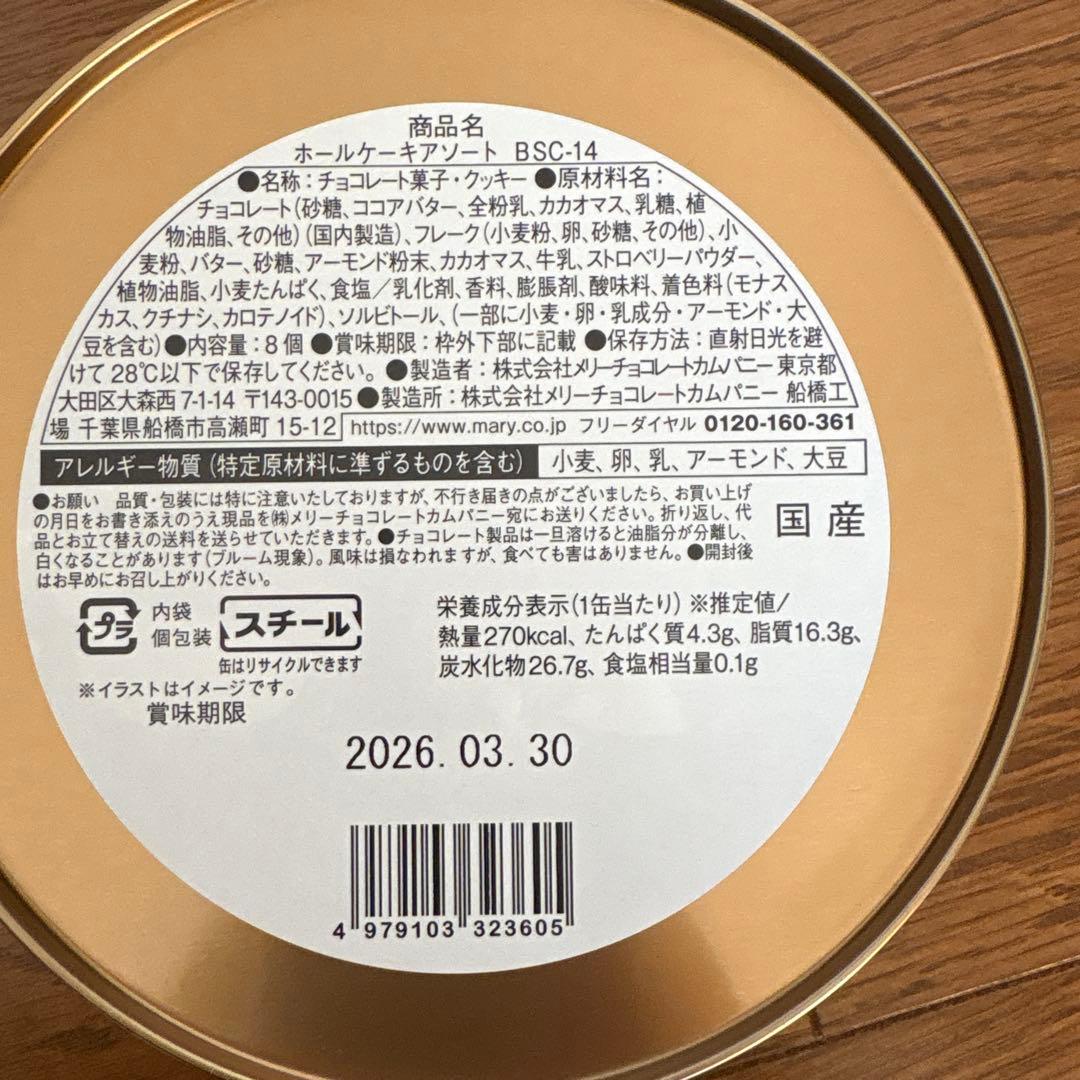 商品名
ホールケーキアソート BSC-14
●名称：チョコレート菓子・クッキー ●原材料名：
チョコレート（砂糖、ココアバター、全粉乳、カカオマス、乳糖、植
物油脂、その他）（国内製造）、フレーク（小麦粉、卵、砂糖、その他）、小
麦粉、バター、砂糖、アーモンド粉末、カカオマス、牛乳、ストロベリーパウダー、
植物油脂、小麦たんぱく、食塩／乳化剤、香料、膨脹剤、酸味料、着色料（モナス
カス、クチナシ、カロテノイド）、ソルビトール、（一部に小麦・卵・乳成分・アーモンド・大
豆を含む）●内容量：8個 ●賞味期限：枠外下部に記載 ●保存方法：直射日光を避
けて28℃以下で保存してください。 ●製造者：株式会社メリーチョコレートカムパニー 東京都
大田区大森西7-1-14 〒143-0015 ●製造所：株式会社メリーチョコレートカムパニー 船橋工
場 千葉県船橋市高瀬町15-12 https://www.mary.co.jp フリーダイヤル 0120-160-361
アレルギー物質（特定原材料に準ずるものを含む） 小麦、卵、乳、アーモンド、大豆
●お願い 品質・包装には特に注意いたしておりますが、不行き届きの点がございましたら、お買い上げ
の月日をお書き添えのうえ現品を㈱メリーチョコレートカムパニー宛にお送りください。折り返し、代
品とお立て替えの送料を送らせていただきます。●チョコレート製品は一旦溶けると油脂分が分離し、
白くなることがあります（ブルーム現象）。風味は損なわれますが、食べても害はありません。●開封後
はお早めにお召し上がりください。
国産
プラ 内袋 個包装
スチール
缶はリサイクルできます
栄養成分表示（1缶当たり）※推定値/
熱量270kcal、たんぱく質4.3g、脂質16.3g、
炭水化物26.7g、食塩相当量0.1g
※イラストはイメージです。
賞味期限
2026.03.30
4 979103 323605